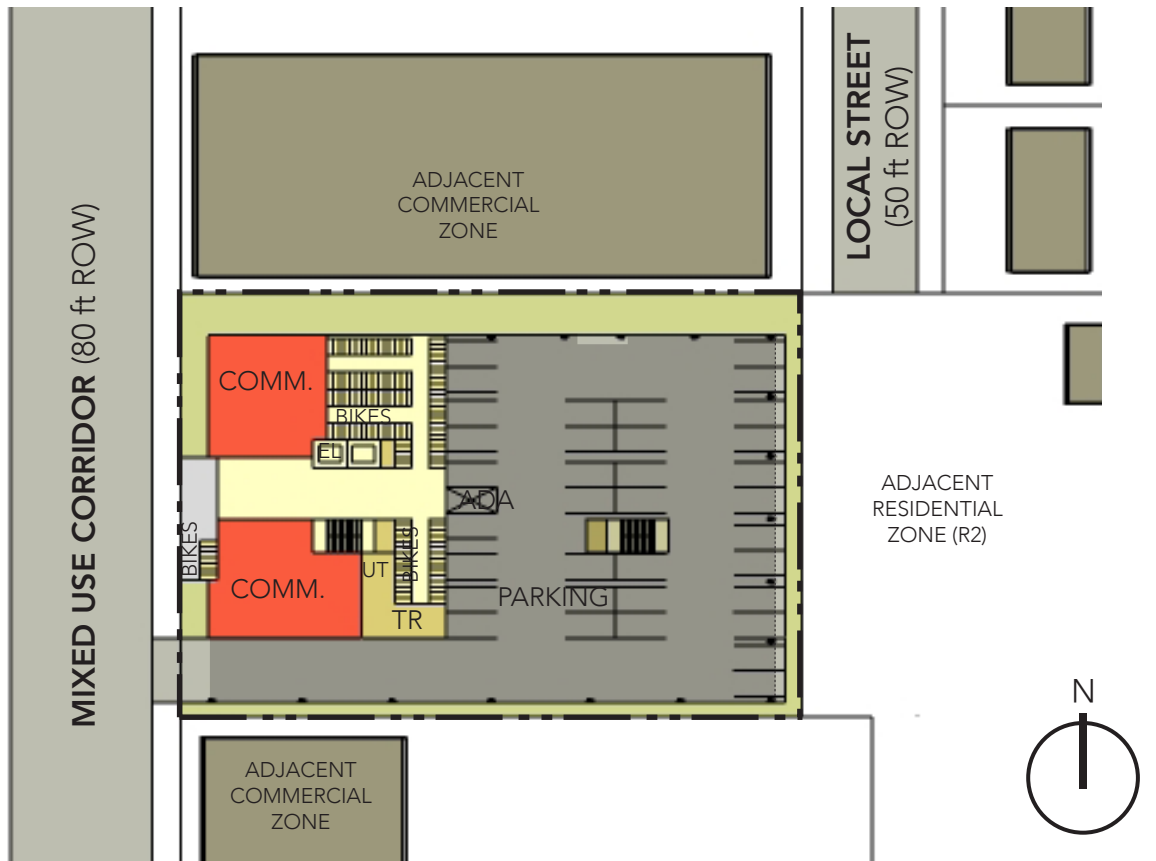 MIXED USE CORRIDOR (80 ft ROW)
ADJACENT
COMMERCIAL
ZONE
LOCAL STREET
(50 ft ROW)
COMM.
BIKES
EL
ADA
BIKES
COMM.
UT
BIKES
TR
PARKING
ADJACENT
RESIDENTIAL
ZONE (R2)
ADJACENT
COMMERCIAL
ZONE
N